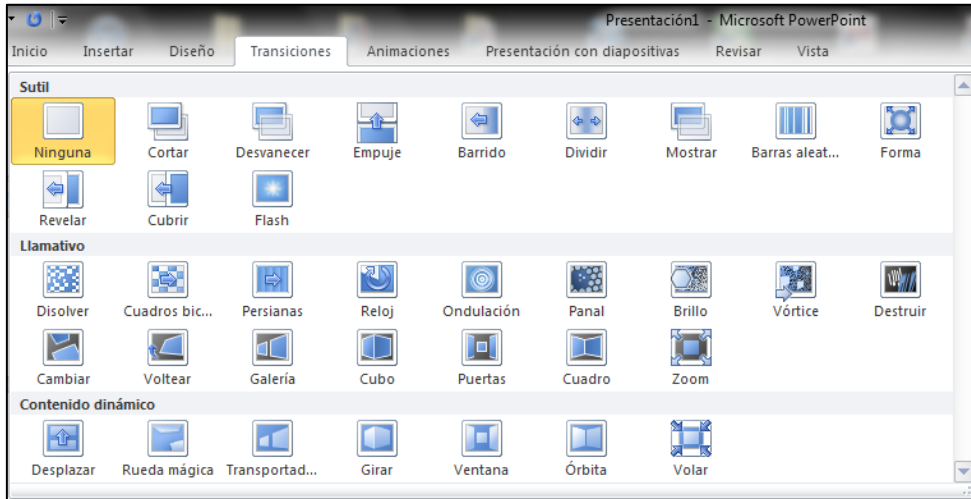 Presentación1 - Microsoft PowerPoint
Inicio Insertar Diseño Transiciones Animaciones Presentación con diapositivas Revisar Vista
Sutil
Ninguna Cortar Desvanecer Empuje Barrido Dividir Mostrar Barras aleat... Forma
Revelar Cubrir Flash
Llamativo
Disolver Cuadros bic... Persianas Reloj Ondulación Panal Brillo Vórtice Destruir
Cambiar Voltear Galería Cubo Puertas Cuadro Zoom
Contenido dinámico
Desplazar Rueda mágica Transportad... Girar Ventana Órbita Volar